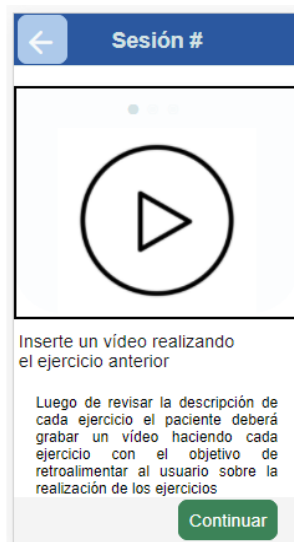 Sesión #
Inserte un vídeo realizando
el ejercicio anterior
Luego de revisar la descripción de
cada ejercicio el paciente deberá
grabar un vídeo haciendo cada
ejercicio con el objetivo de
retroalimentar al usuario sobre la
realización de los ejercicios
Continuar